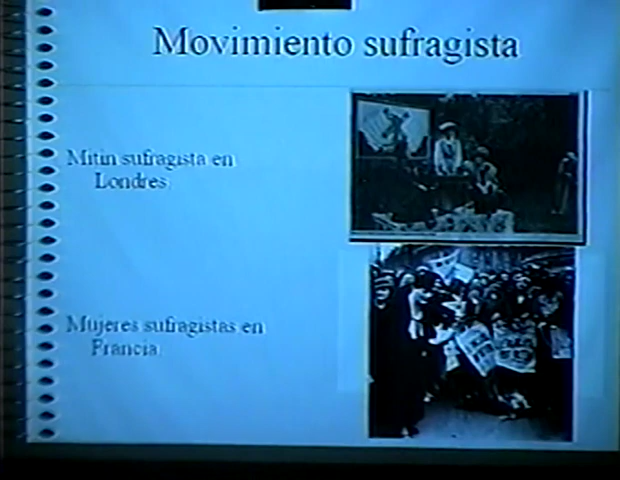 Movimiento sufragista
Mitin sufragista en
Londres.
Mujeres sufragistas en
Francia